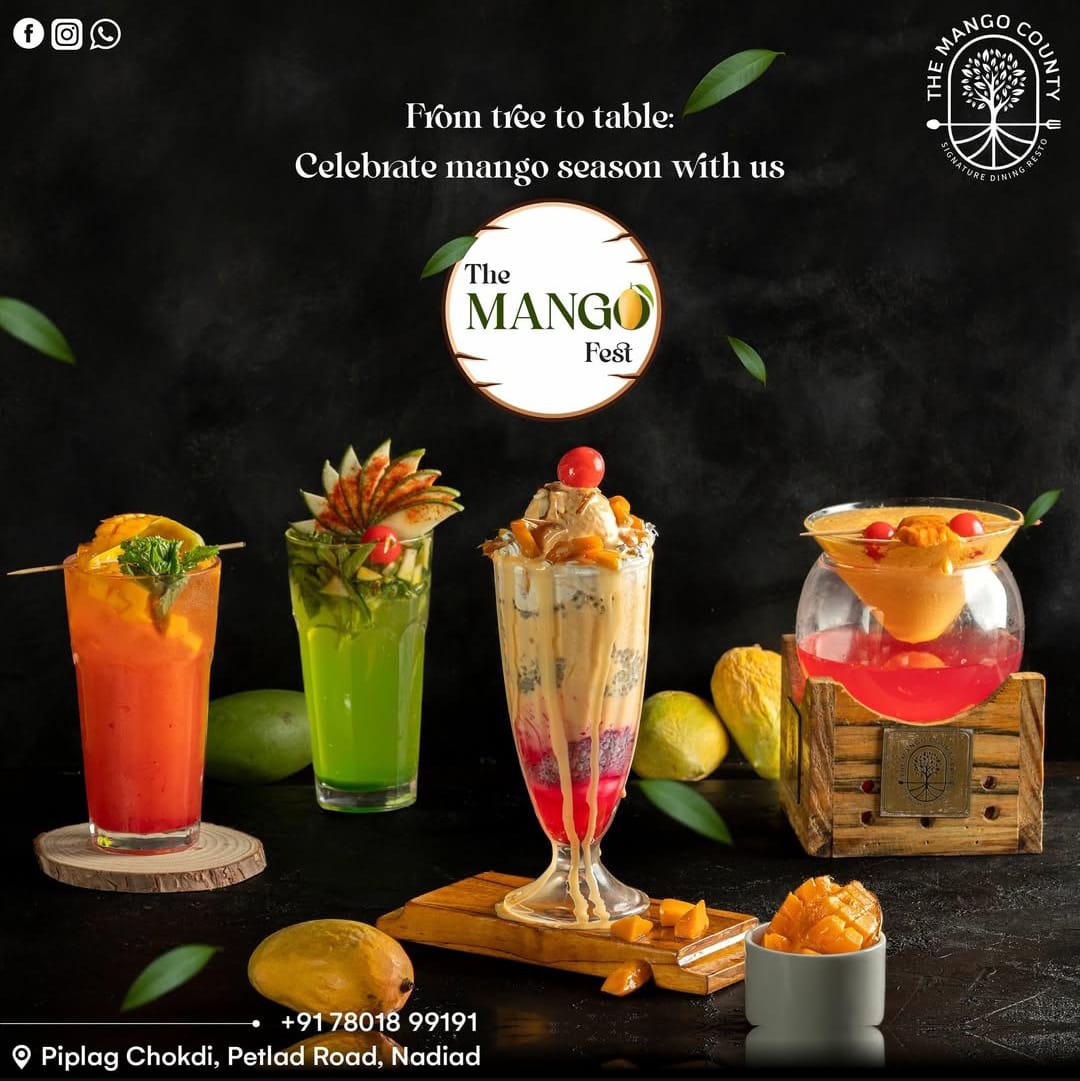 THE MANGO COUNTY
SIGNATURE DINING RESTO
From tree to table:
Celebrate mango season with us
The
MANGO
Fest
+91 78018 99191
Piplag Chokdi, Petlad Road, Nadiad